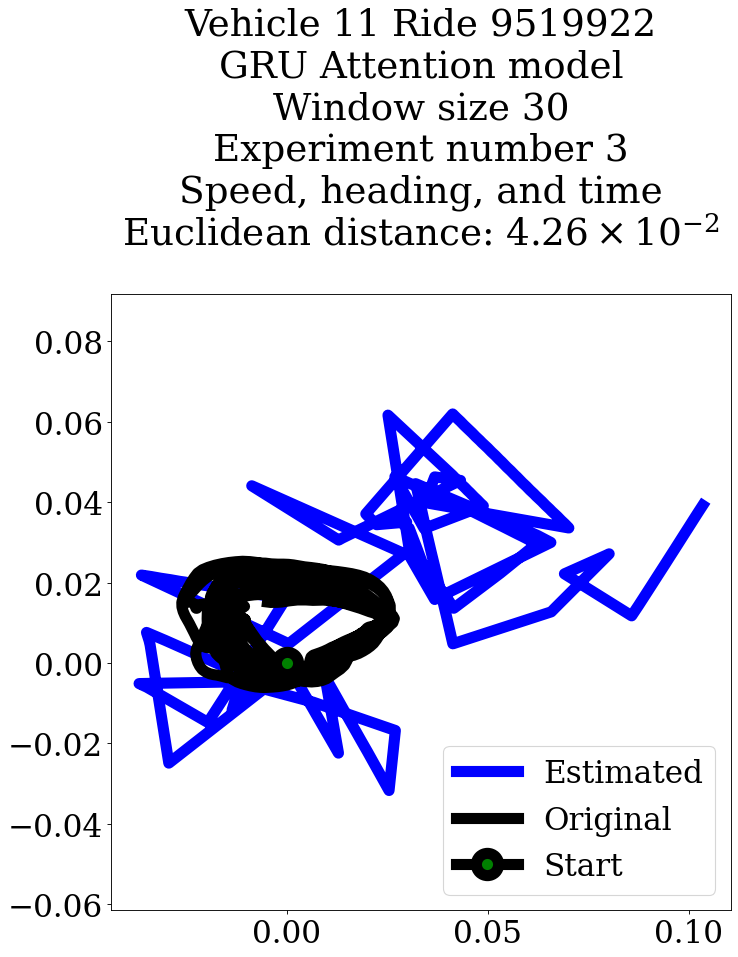 Vehicle 11 Ride 9519922
GRU Attention model
Window size 30
Experiment number 3
Speed, heading, and time
Euclidean distance: 4.26 × 10⁻²
0.08
0.06
0.04
0.02
0.00
−0.02
−0.04
−0.06
0.00 0.05 0.10
Estimated
Original
Start